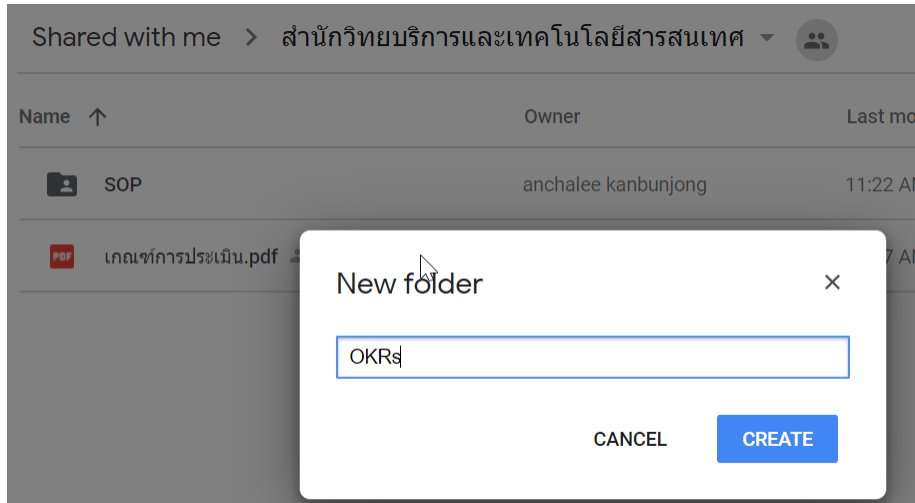 Shared with me > สำนักวิทยบริการและเทคโนโลยีสารสนเทศ
Name Owner Last mo
SOP anchalee kanbunjong 11:22 A
PDF เกณฑ์การประเมิน.pdf 7 A
New folder
OKRs
CANCEL CREATE